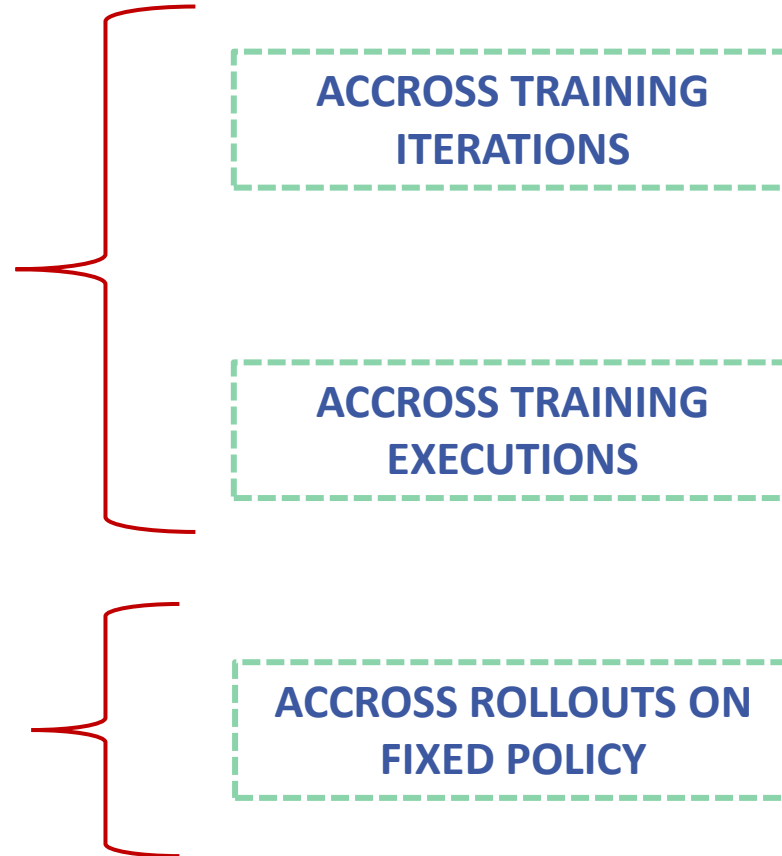 ACCROSS TRAINING
ITERATIONS
ACCROSS TRAINING
EXECUTIONS
ACCROSS ROLLOUTS ON
FIXED POLICY